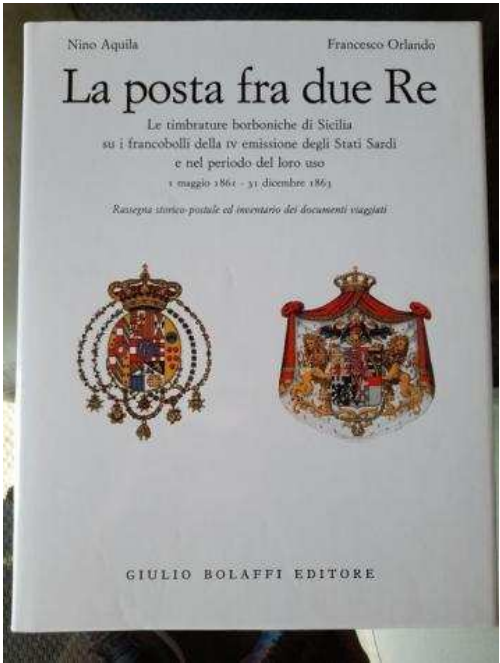 Nino Aquila
Francesco Orlando
La posta fra due Re
Le timbrature borboniche di Sicilia
su i francobolli della IV emissione degli Stati Sardi
e nel periodo del loro uso
1 maggio 1861 - 31 dicembre 1863
Rassegna storico-postale ed inventario dei documenti viaggiati
GIULIO BOLAFFI EDITORE